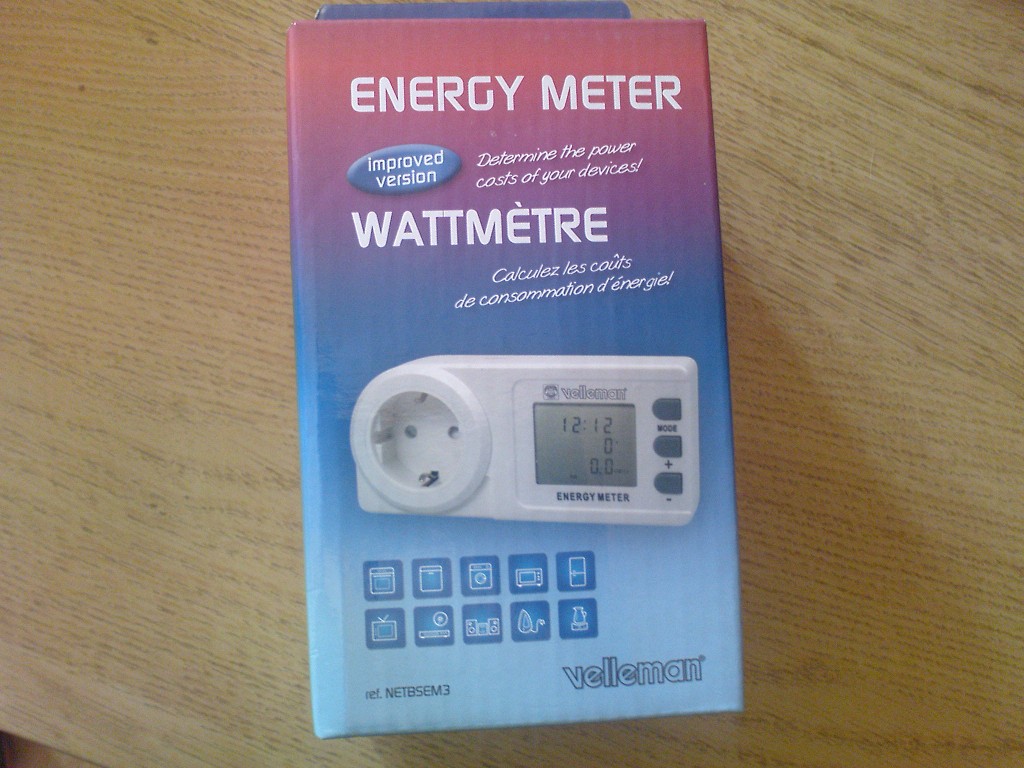 ENERGY METER
improved
version
Determine the power
costs of your devices!
WATTMÈTRE
Calculez les coûts
de consommation d'énergie!
velleman®
12:12
0
0.0
MODE
+
-
ENERGY METER
velleman®
ref. NETBSEM3